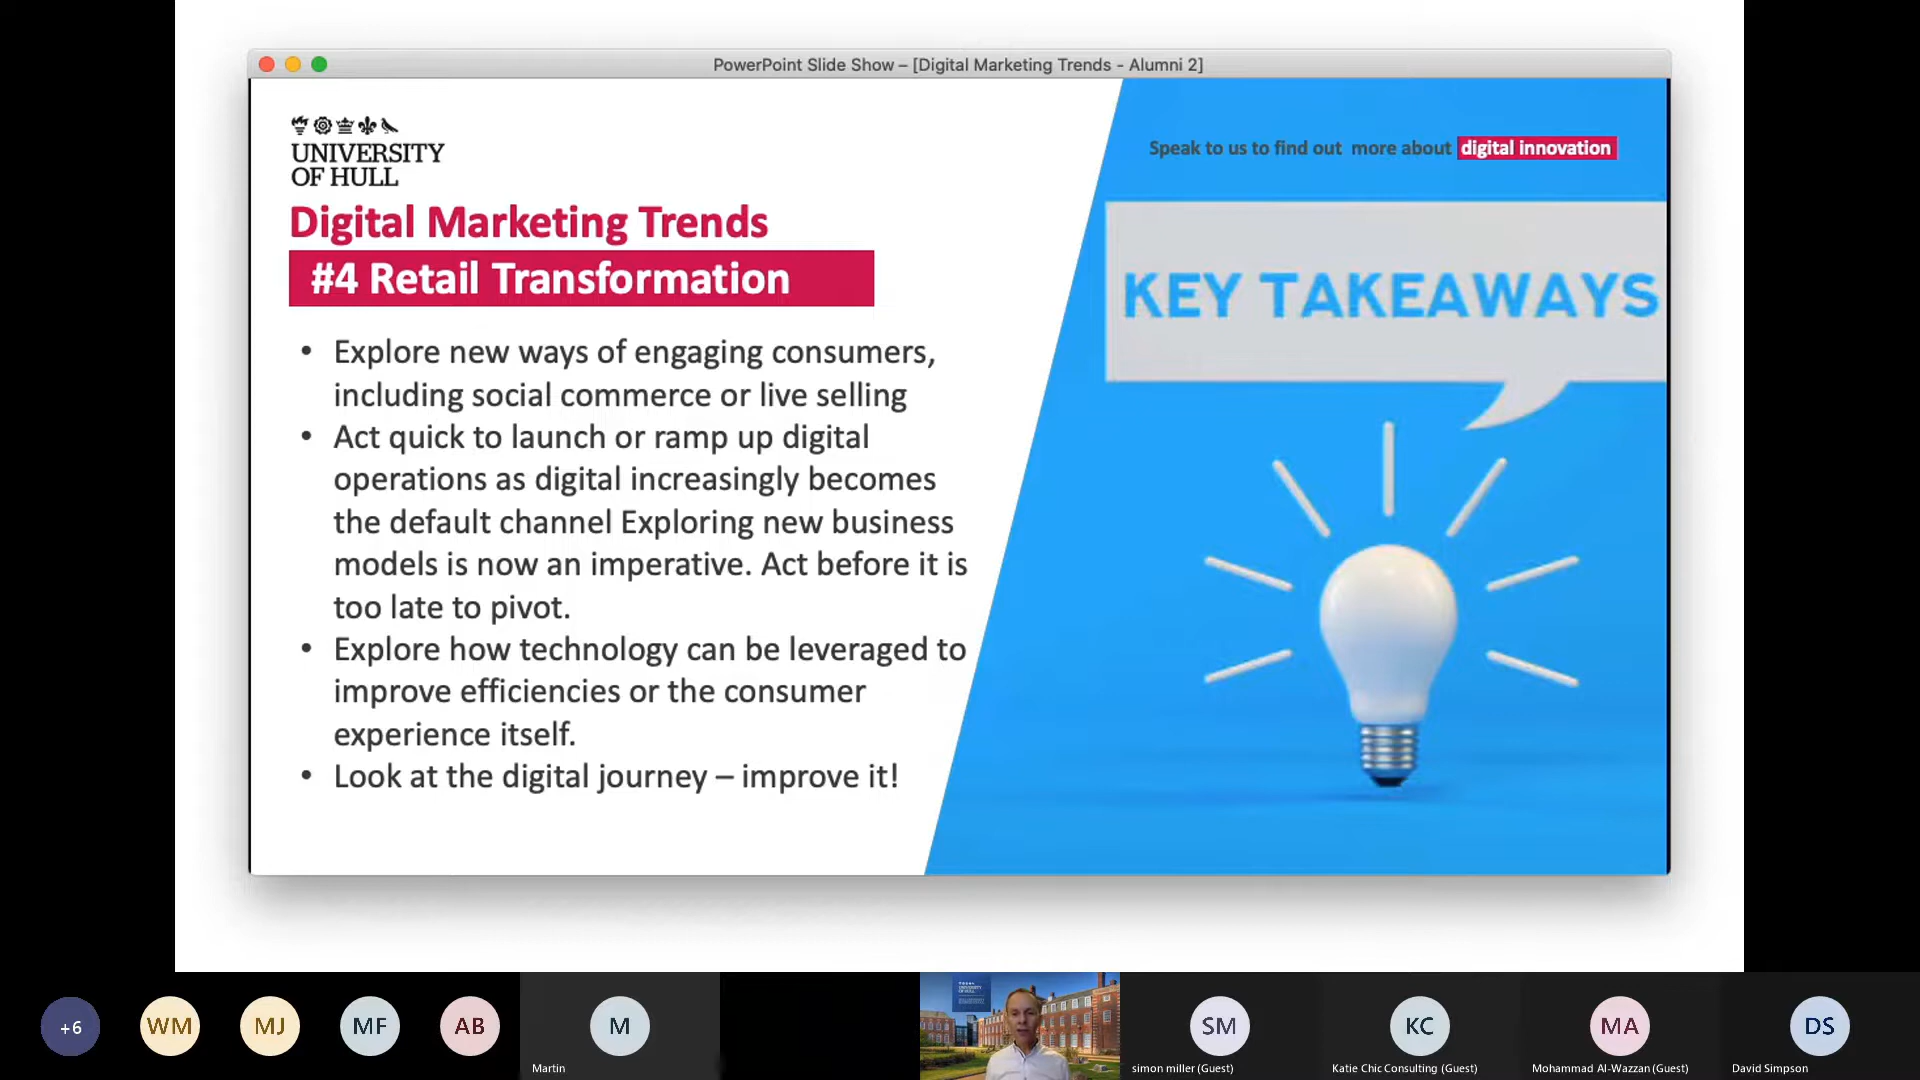 PowerPoint Slide Show – [Digital Marketing Trends - Alumni 2]
UNIVERSITY
OF HULL
Digital Marketing Trends
#4 Retail Transformation
• Explore new ways of engaging consumers,
including social commerce or live selling
• Act quick to launch or ramp up digital
operations as digital increasingly becomes
the default channel Exploring new business
models is now an imperative. Act before it is
too late to pivot.
• Explore how technology can be leveraged to
improve efficiencies or the consumer
experience itself.
• Look at the digital journey – improve it!
Speak to us to find out more about digital innovation
KEY TAKEAWAYS
+6
WM
MJ
MF
AB
M
Martin
UNIVERSITY
OF HULL
SM
simon miller (Guest)
KC
Katie Chic Consulting (Guest)
MA
Mohammad Al-Wazzan (Guest)
DS
David Simpson